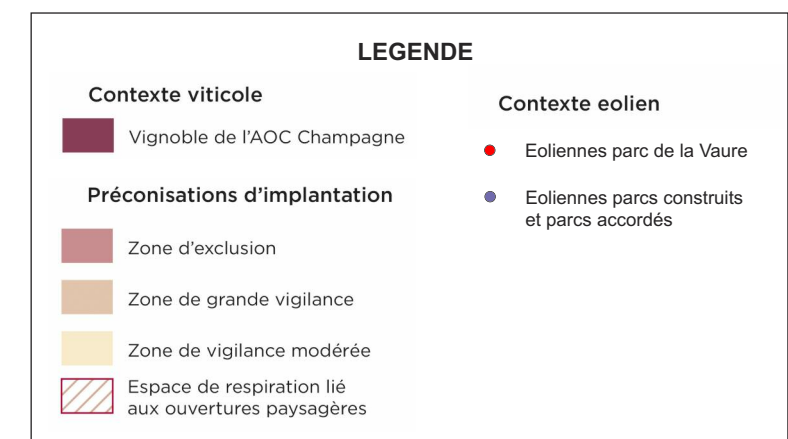 LEGENDE
Contexte viticole
Vignoble de l'AOC Champagne
Préconisations d'implantation
Zone d'exclusion
Zone de grande vigilance
Zone de vigilance modérée
Espace de respiration lié
aux ouvertures paysagères
Contexte eolien
Eoliennes parc de la Vaure
Eoliennes parcs construits
et parcs accordés